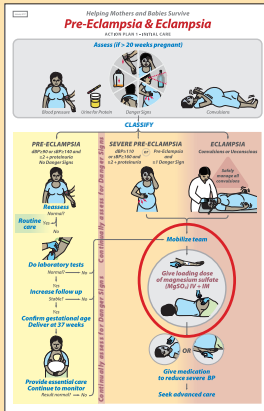 Helping Mothers and Babies Survive
Pre-Eclampsia & Eclampsia
ACTION PLAN 1 - INITIAL CARE
Assess (if > 20 weeks pregnant)
Blood pressure
Urine for Protein
Danger Signs
Convulsions
CLASSIFY
PRE-ECLAMPSIA
dBP≥90 or sBP≥140 and
≤2 + proteinuria
No Danger Signs
SEVERE PRE-ECLAMPSIA
dBP≥110
or sBP≥160 and
≤2 + proteinuria
or
Pre-Eclampsia
and
≥1 Danger Sign
ECLAMPSIA
Convulsions or Unconscious
Continually assess for Danger Signs
Safely
manage all
convulsions
Reassess
Normal?
Yes
Routine
care
No
Mobilize team
Do laboratory tests
Normal?
No
Yes
Increase follow up
Stable?
No
Yes
Confirm gestational age
Deliver at 37 weeks
Continually assess for Danger Signs
Give loading dose
of magnesium sulfate
(MgSO₄) IV + IM
OR
Give medication
to reduce severe BP
Seek advanced care
Provide essential care
Continue to monitor
Result normal?
No